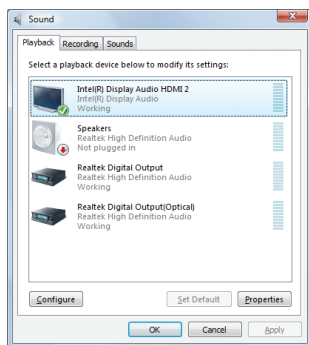 Sound
Playback Recording Sounds
Select a playback device below to modify its settings:
Intel(R) Display Audio HDMI 2
Intel(R) Display Audio
Working
Speakers
Realtek High Definition Audio
Not plugged in
Realtek Digital Output
Realtek High Definition Audio
Working
Realtek Digital Output(Optical)
Realtek High Definition Audio
Working
Configure Set Default Properties
OK Cancel Apply